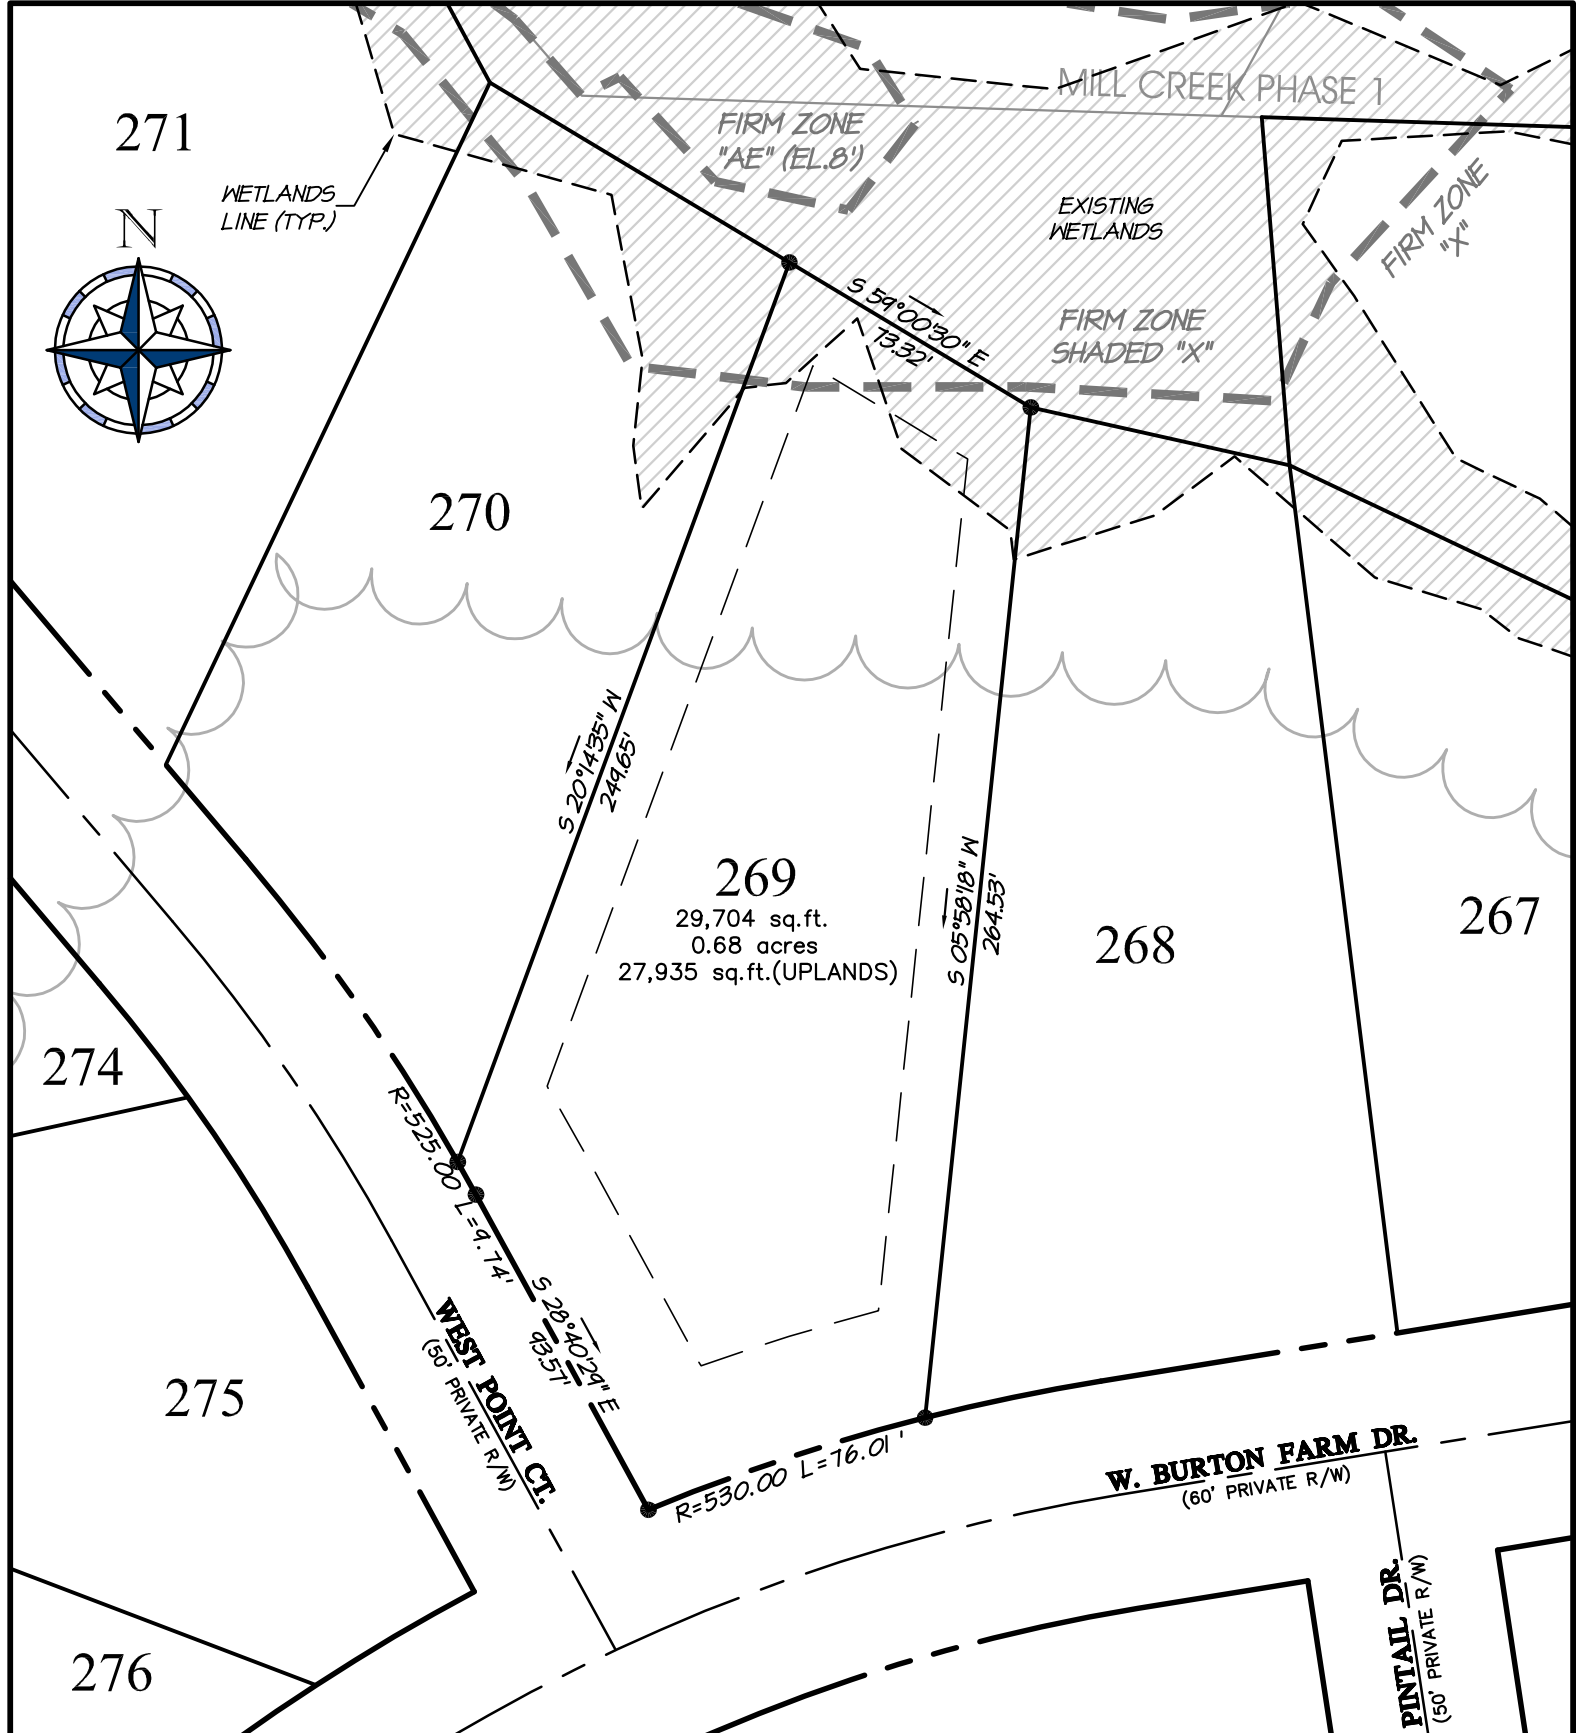 MILL CREEK PHASE 1
271
FIRM ZONE
"AE" (EL.8')
WETLANDS
LINE (TYP.)
N
EXISTING
WETLANDS
FIRM ZONE
"X"
S 59°00'30" E
73.32'
FIRM ZONE
SHADED "X"
270
S 20°14'35" W
249.65'
269
29,704 sq.ft.
0.68 acres
27,935 sq.ft.(UPLANDS)
S 05°58'18" W
264.53'
268
267
274
R=525.00 L=9.74'
S 28°40'29" E
93.57'
WEST POINT CT.
(50' PRIVATE R/W)
275
R=530.00 L=76.01 '
W. BURTON FARM DR.
(60' PRIVATE R/W)
PINTAIL DR.
(50' PRIVATE R/W)
276